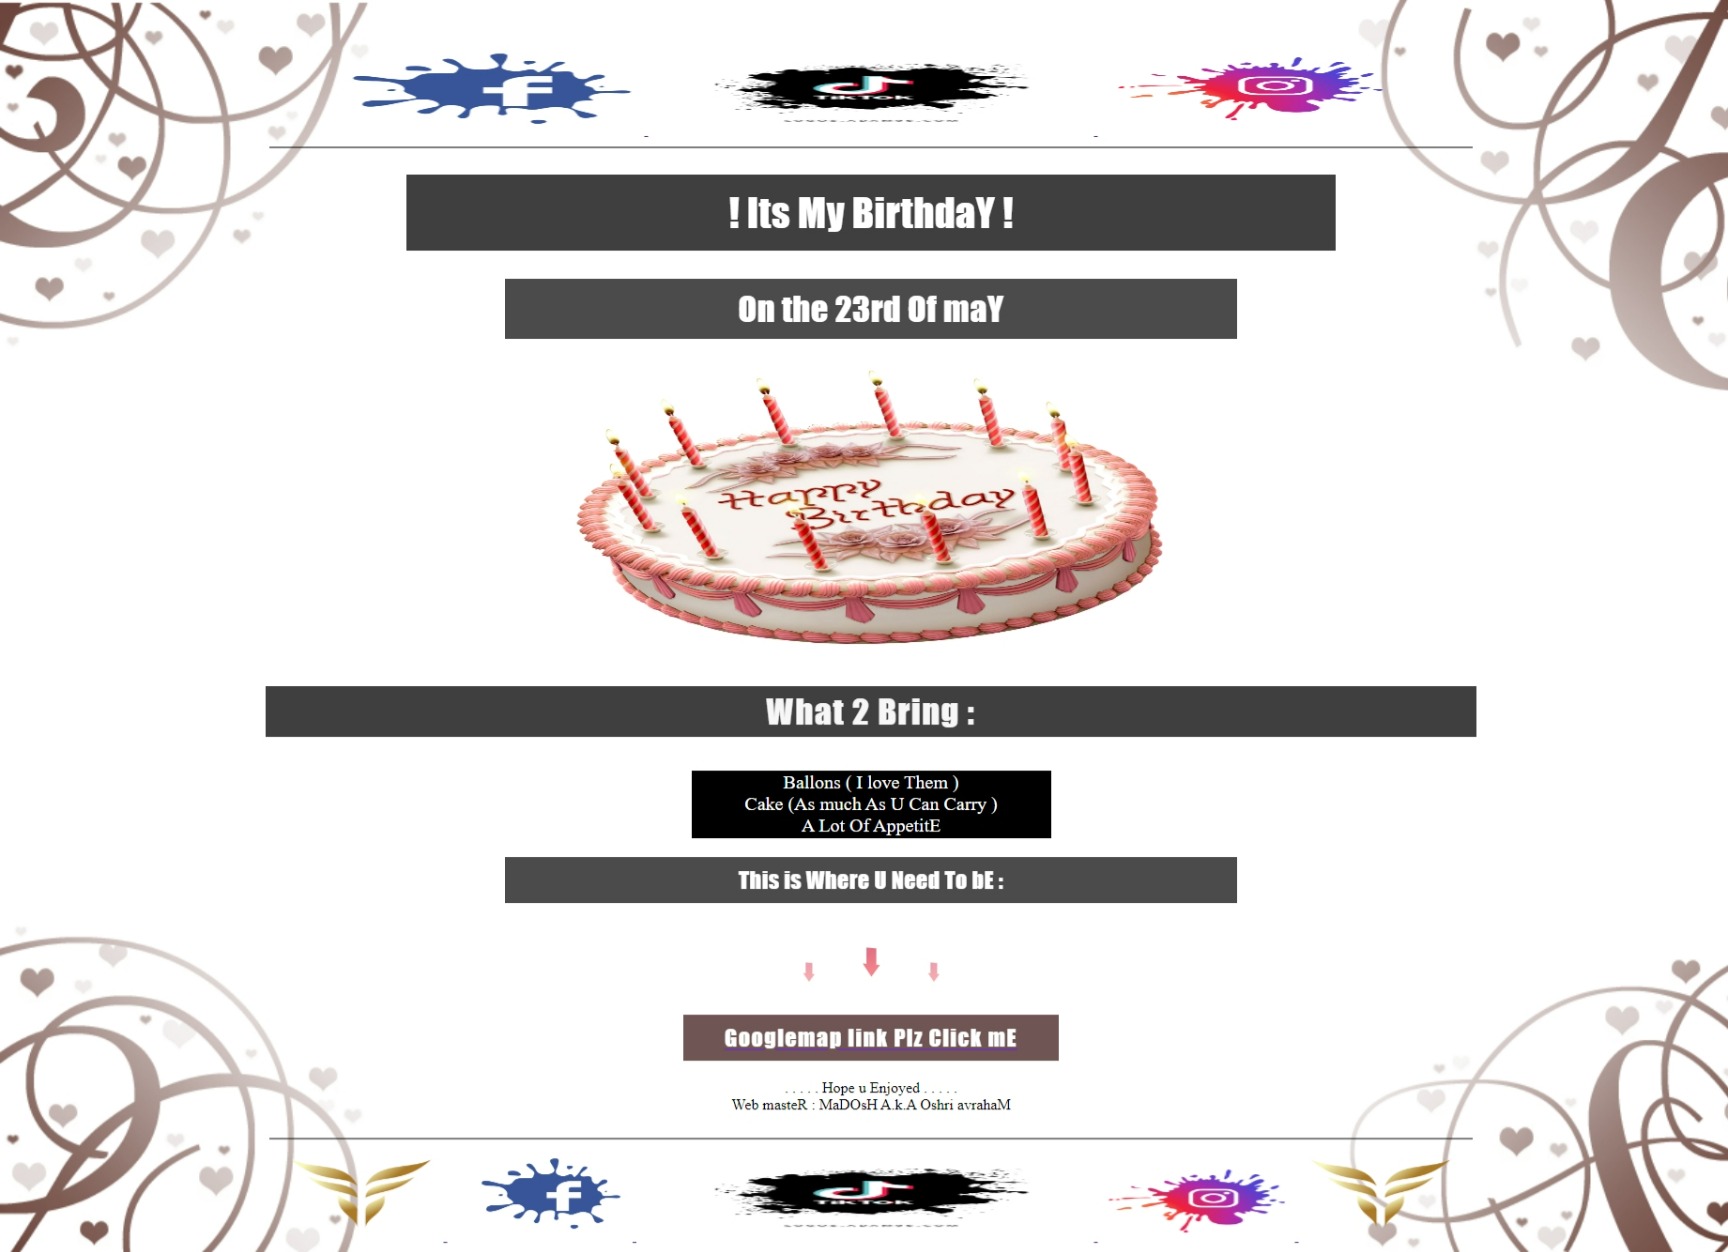 TIKTOK
! Its My BirthdaY !
On the 23rd Of maY
Happy
Birthday
What 2 Bring :
Ballons ( I love Them )
Cake (As much As U Can Carry )
A Lot Of AppetitE
This is Where U Need To bE :
Googlemap link Plz Click mE
. . . . . Hope u Enjoyed . . . . .
Web masteR : MaDOsH A.k.A Oshri avrahaM
TIKTOK